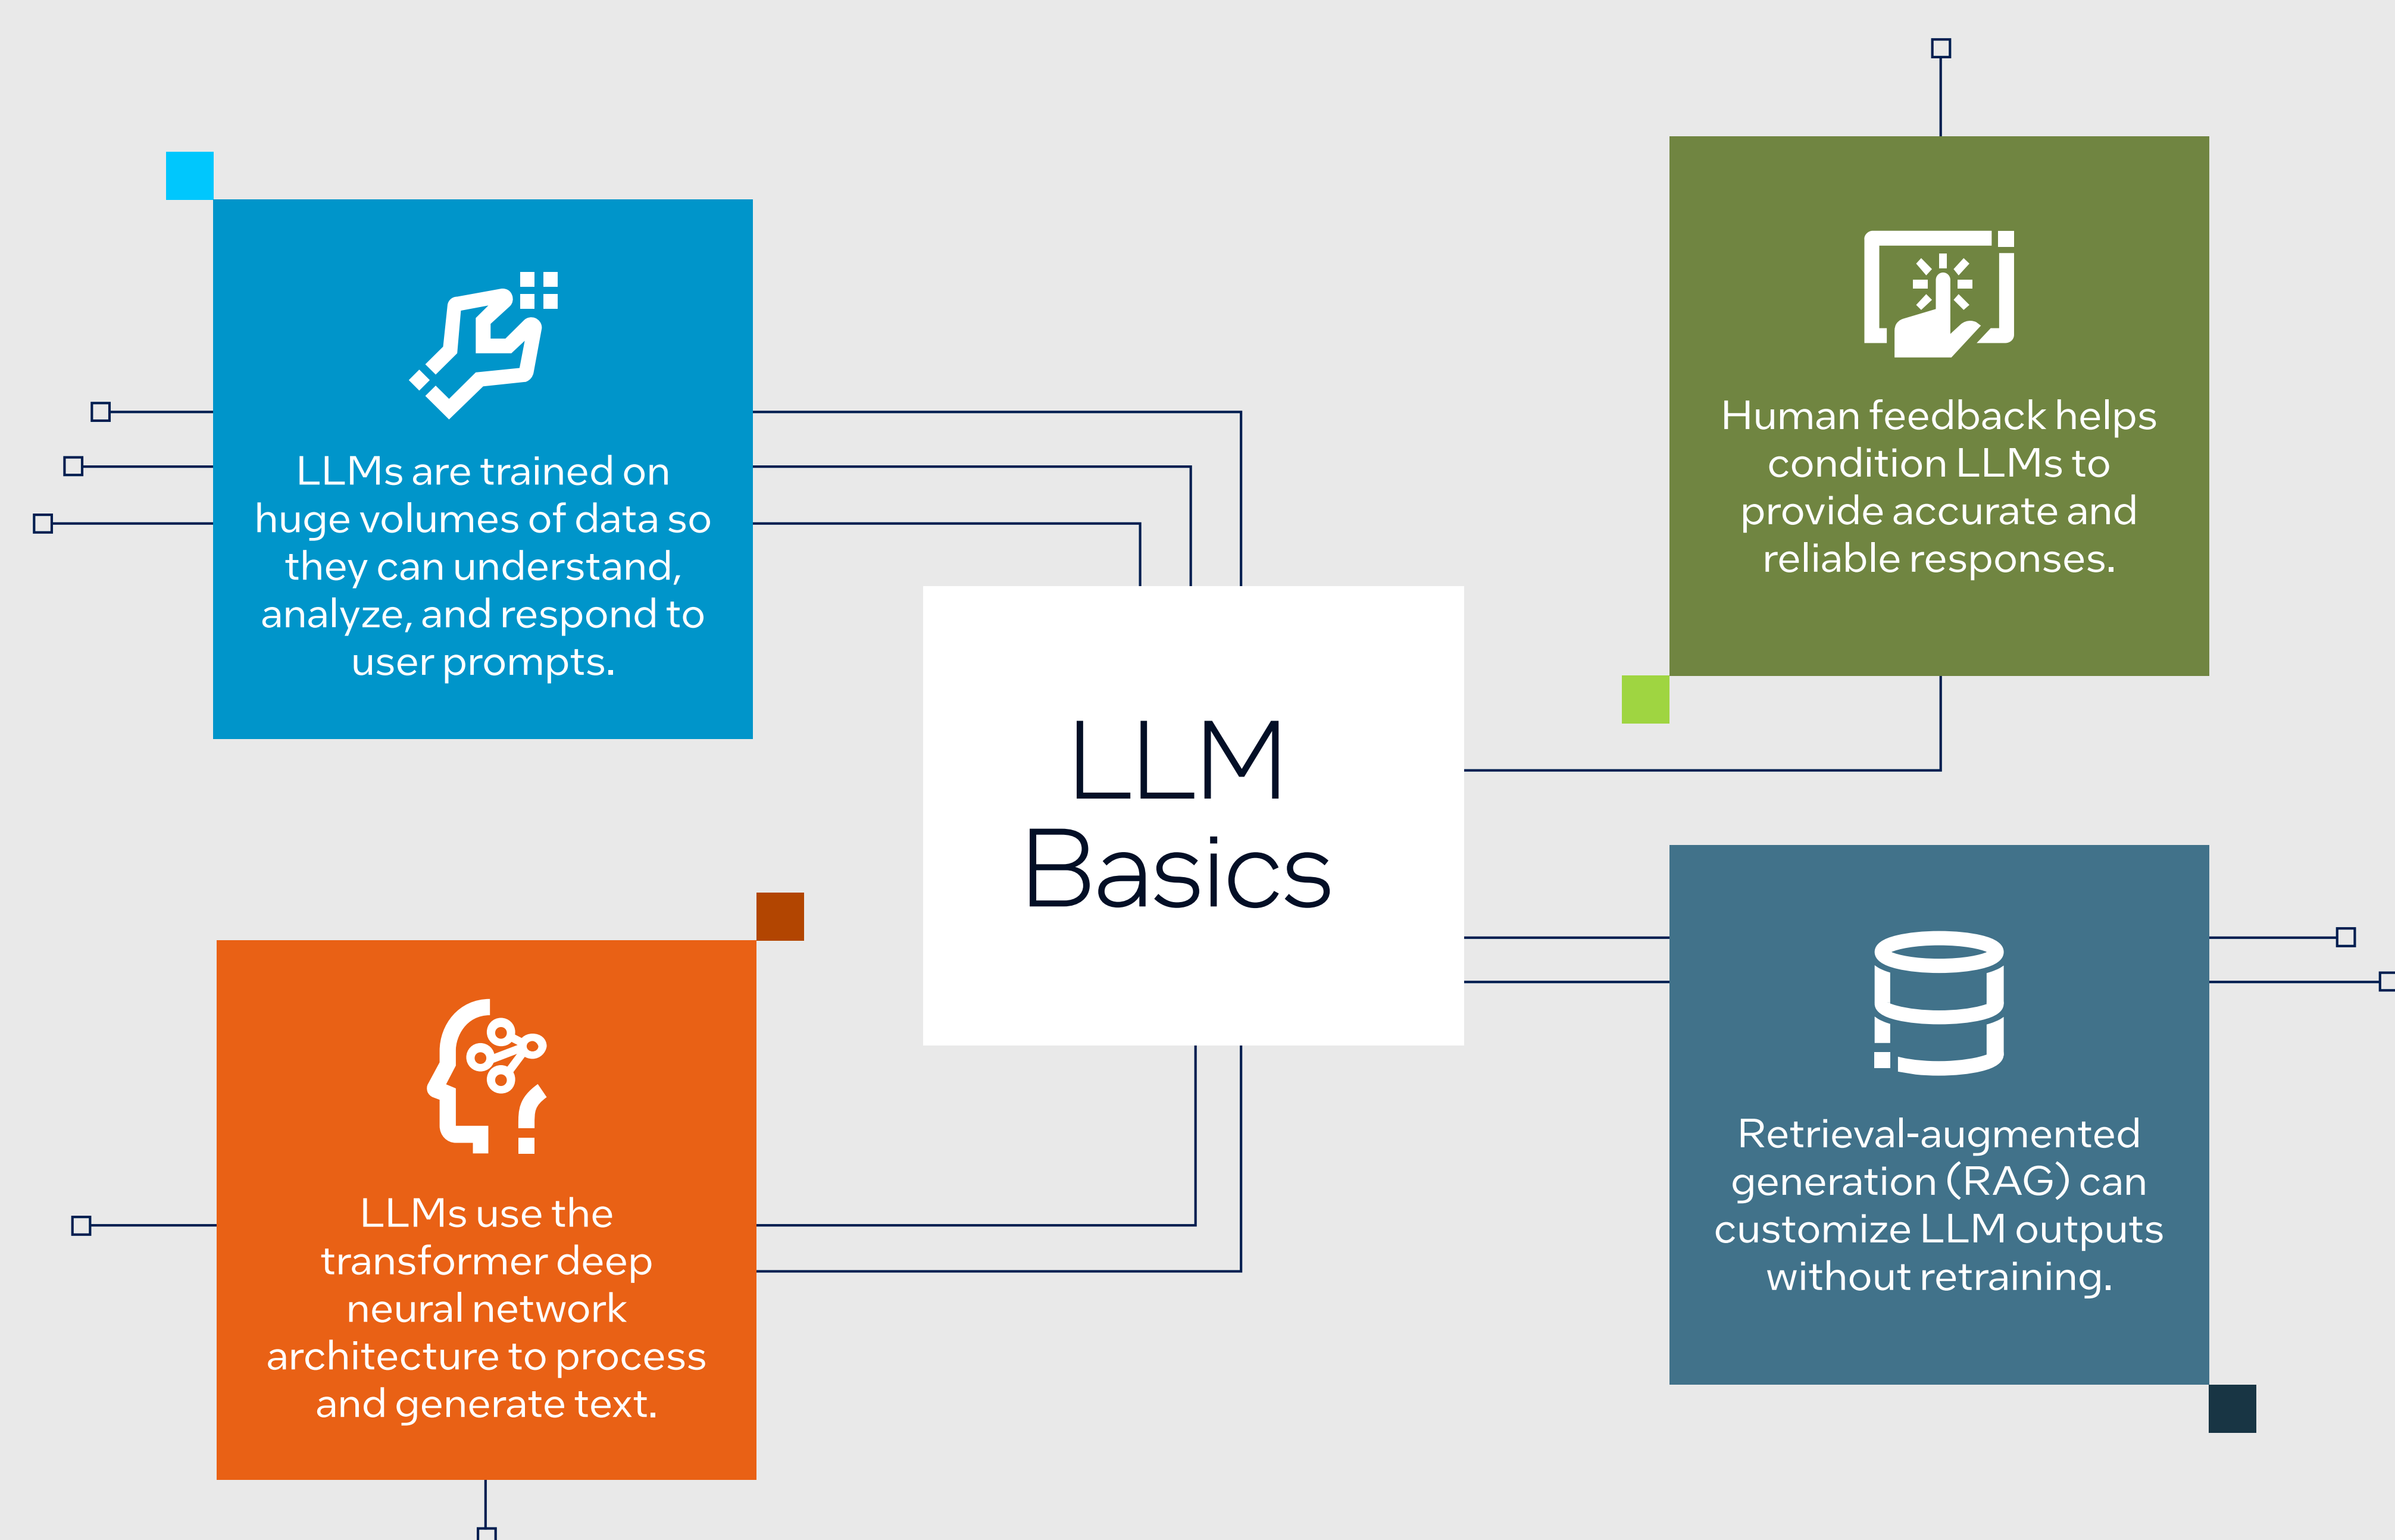 LLMs are trained on
huge volumes of data so
they can understand,
analyze, and respond to
user prompts.
Human feedback helps
condition LLMs to
provide accurate and
reliable responses.
LLM
Basics
LLMs use the
transformer deep
neural network
architecture to process
and generate text.
Retrieval-augmented
generation (RAG) can
customize LLM outputs
without retraining.